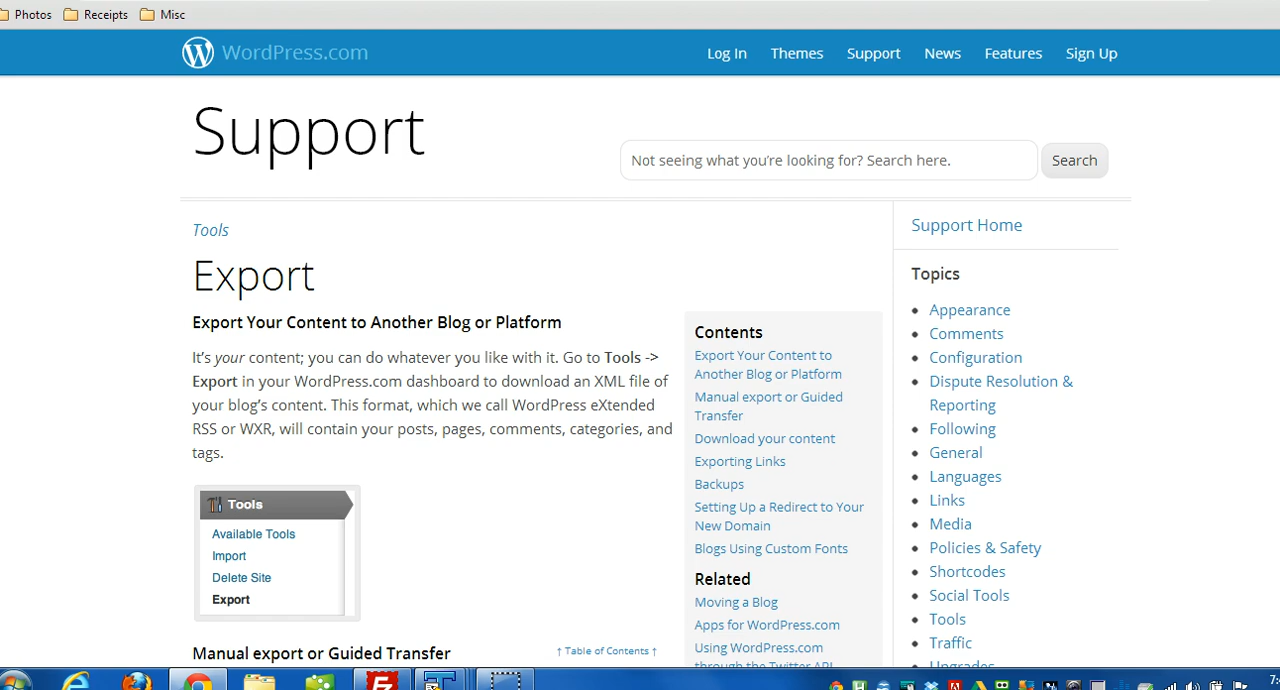 Photos Receipts Misc
WordPress.com Log In Themes Support News Features Sign Up
Support
Not seeing what you're looking for? Search here. Search
Tools
Export
Export Your Content to Another Blog or Platform
It's your content; you can do whatever you like with it. Go to Tools ->
Export in your WordPress.com dashboard to download an XML file of
your blog's content. This format, which we call WordPress eXtended
RSS or WXR, will contain your posts, pages, comments, categories, and
tags.
Tools
Available Tools
Import
Delete Site
Export
Manual export or Guided Transfer ↑ Table of Contents ↑
Contents
Export Your Content to
Another Blog or Platform
Manual export or Guided
Transfer
Download your content
Exporting Links
Backups
Setting Up a Redirect to Your
New Domain
Blogs Using Custom Fonts
Related
Moving a Blog
Apps for WordPress.com
Using WordPress.com
through the Twitter API
Support Home
Topics
Appearance
Comments
Configuration
Dispute Resolution &
Reporting
Following
General
Languages
Links
Media
Policies & Safety
Shortcodes
Social Tools
Tools
Traffic
Upgrades